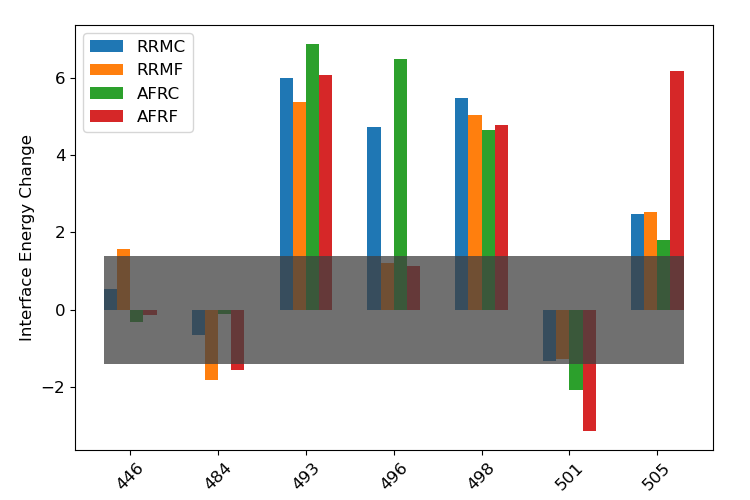 RRMC
RRMF
AFRC
AFRF
Interface Energy Change
6
4
2
0
−2
446
484
493
496
498
501
505